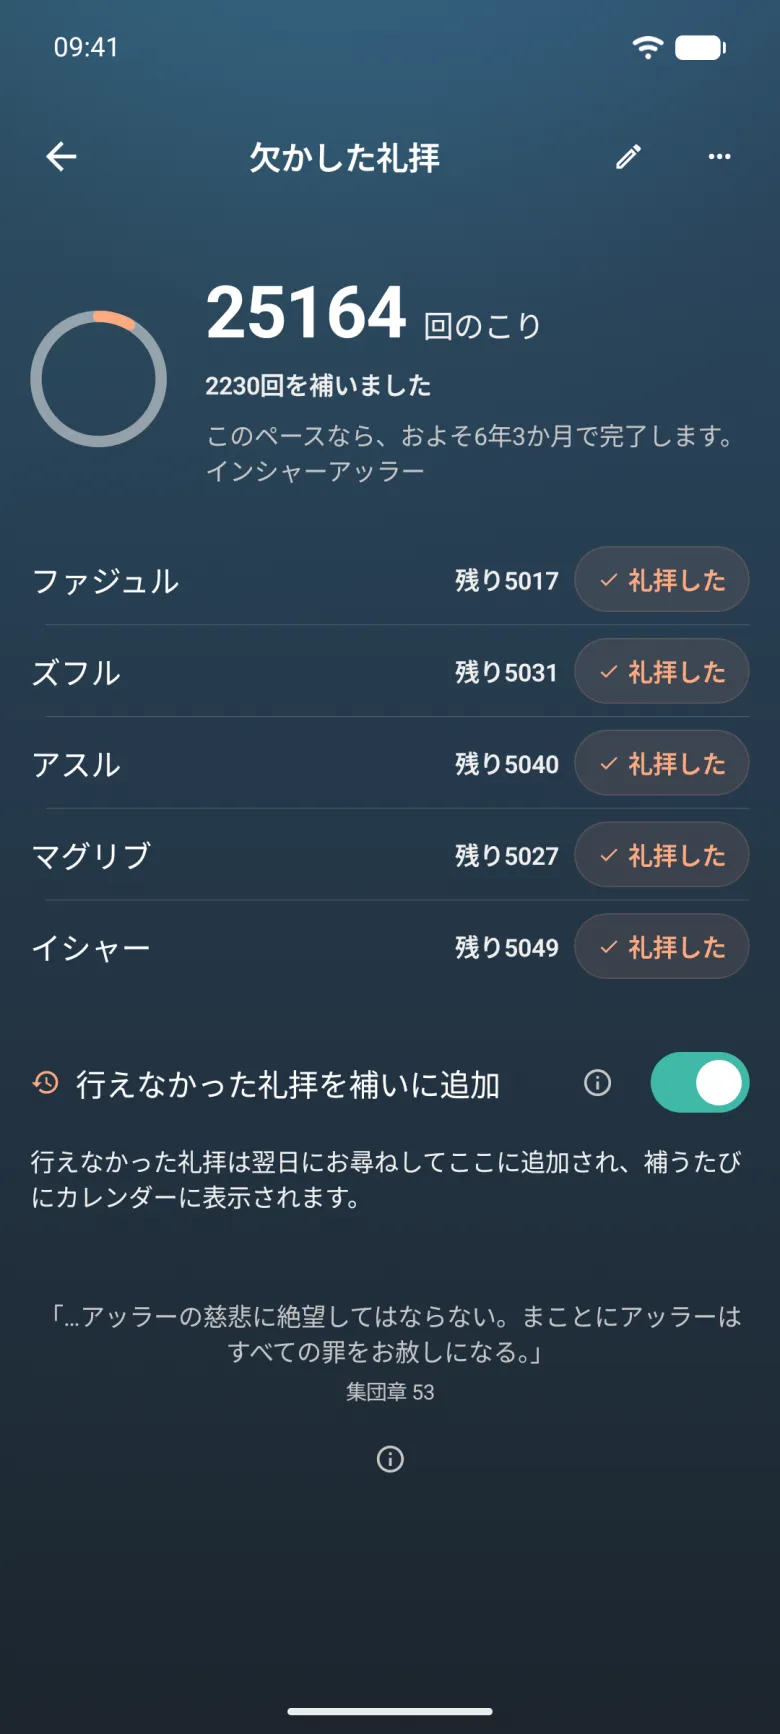 09:41
欠かした礼拝
25164 回のこり
2230回を補いました
このペースなら、およそ6年3か月で完了します。
インシャーアッラー
ファジュル 残り5017 礼拝した
ズフル 残り5031 礼拝した
アスル 残り5040 礼拝した
マグリブ 残り5027 礼拝した
イシャー 残り5049 礼拝した
行えなかった礼拝を補いに追加
行えなかった礼拝は翌日にお尋ねしてここに追加され、補うたび
にカレンダーに表示されます。
「…アッラーの慈悲に絶望してはならない。まことにアッラーは
すべての罪をお赦しになる。」
集団章 53